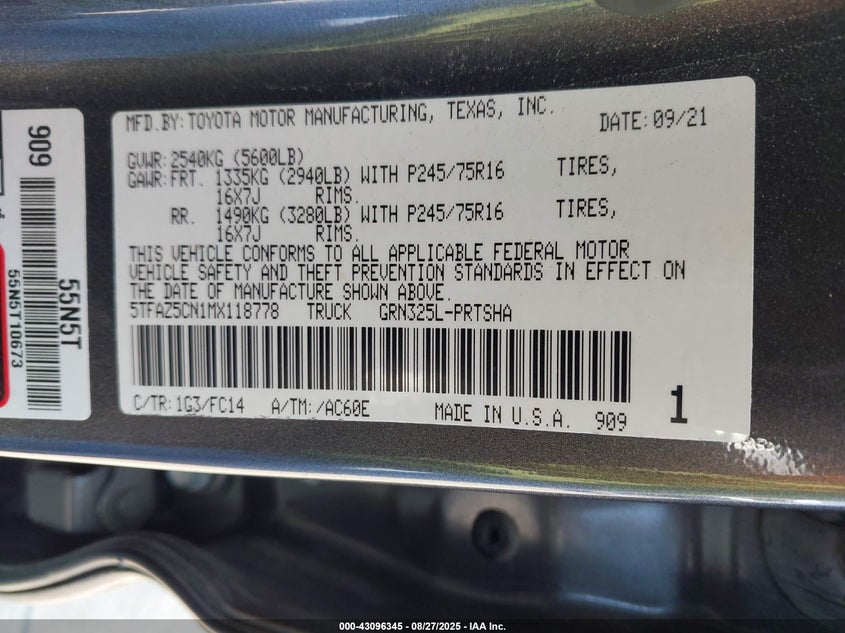 MFD.BY:TOYOTA MOTOR MANUFACTURING, TEXAS, INC.
DATE:09/21
GVWR:2540KG (5600LB)
GAWR:FRT. 1335KG (2940LB) WITH P245/75R16 TIRES,
16X7J RIMS.
RR. 1490KG (3280LB) WITH P245/75R16 TIRES,
16X7J RIMS.
THIS VEHICLE CONFORMS TO ALL APPLICABLE FEDERAL MOTOR
VEHICLE SAFETY AND THEFT PREVENTION STANDARDS IN EFFECT ON
THE DATE OF MANUFACTURE SHOWN ABOVE.
5TFAZ5CN1MX118778 TRUCK GRN325L-PRTSHA
C/TR:1G3/FC14 A/TM:/AC60E MADE IN U.S.A. 909 1
909
55N5T
55N5T10673
000-43096345 - 08/27/2025 - IAA Inc.